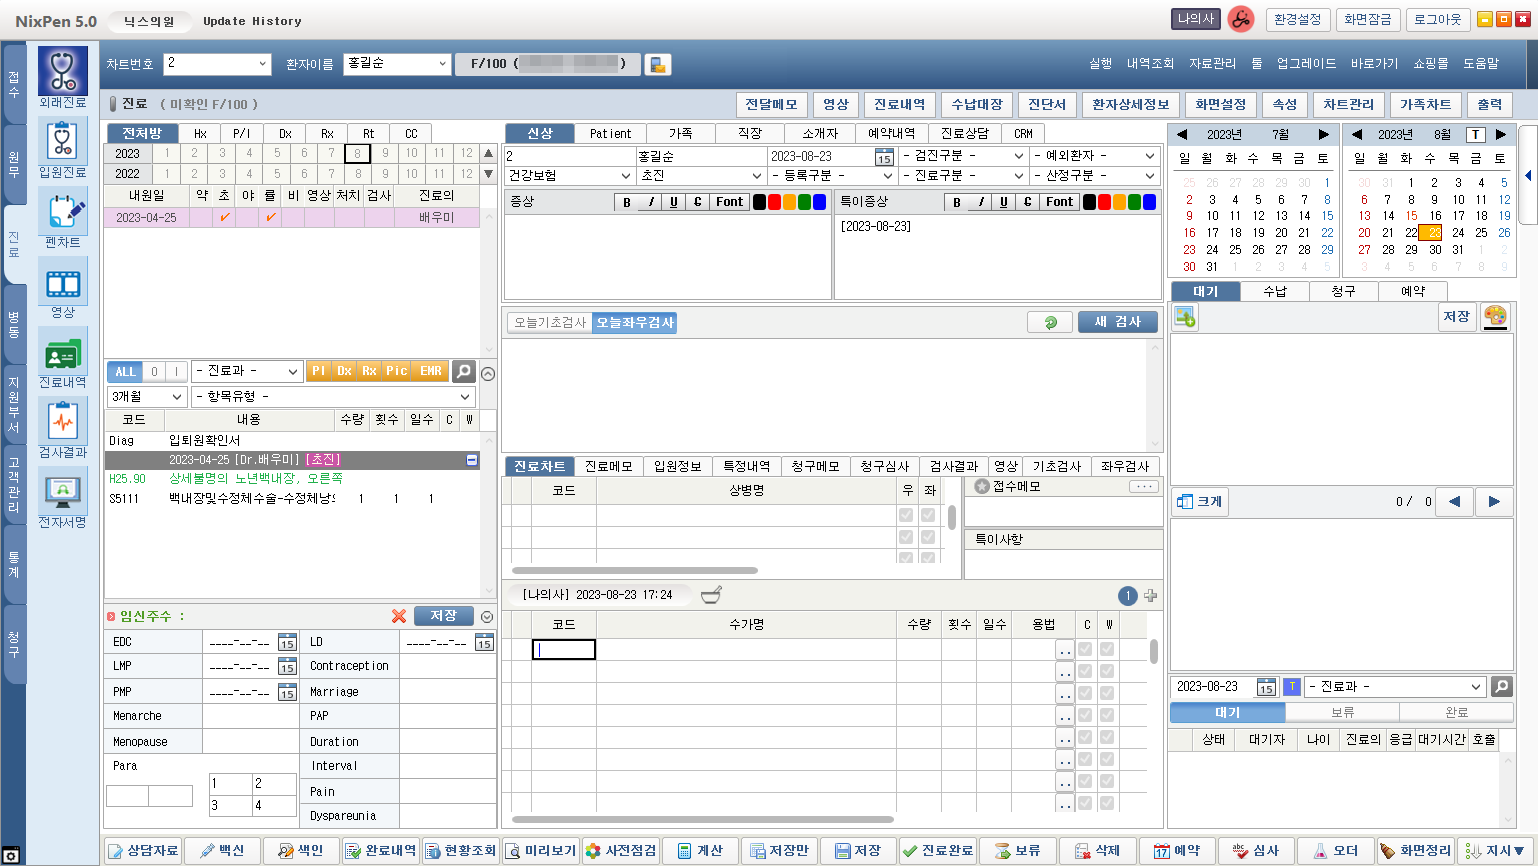 NixPen 5.0 닉스의원 Update History 나의사 환경설정 화면잠금 로그아웃
차트번호 2 환자이름 홍길순 F/100 ( ) 실행 내역조회 자료관리 툴 업그레이드 바로가기 쇼핑몰 도움말
진료 ( 미확인 F/100 ) 전달메모 영상 진료내역 수납대장 진단서 환자상세정보 화면설정 속성 차트관리 가족차트 출력
접수
원무
진료
병동
지원부서
고객관리
통계
청구
외래진료
입원진료
펜차트
영상
진료내역
검사결과
전자서명
전처방 Hx P/I Dx Rx Rt CC
2023 1 2 3 4 5 6 7 8 9 10 11 12
2022 1 2 3 4 5 6 7 8 9 10 11 12
내원일 약 초 야 률 비 영상 처치 검사 진료의
2023-04-25 배우미
ALL O I - 진료과 - PI Dx Rx Pic EMR
3개월 - 항목유형 -
코드 내용 수량 횟수 일수 C W
Diag 입퇴원확인서
2023-04-25 [Dr.배우미] [초진]
H25.90 상세불명의 노년백내장, 오른쪽
S5111 백내장및수정체수술-수정체낭외 1 1 1
임신주수 : 저장
EDC ____-__-__ 15 LD ____-__-__ 15
LMP ____-__-__ 15 Contraception
PMP ____-__-__ 15 Marriage
Menarche PAP
Menopause Duration
Para Interval
1 2 Pain
3 4 Dyspareunia
신상 Patient 가족 직장 소개자 예약내역 진료상담 CRM
2 홍길순 2023-08-23 15 - 검진구분 - - 예외환자 -
건강보험 초진 - 등록구분 - - 진료구분 - - 산정구분 -
증상 B I U C Font 특이증상 B I U C Font
[2023-08-23]
오늘기초검사 오늘좌우검사 새 검사
진료차트 진료메모 입원정보 특정내역 청구메모 청구심사 검사결과 영상 기초검사 좌우검사
코드 상병명 우 좌 접수메모 ...
특이사항
[나의사] 2023-08-23 17:24 1
코드 수가명 수량 횟수 일수 용법 C W
..
..
..
..
..
..
..
..
2023년 7월 2023년 8월 T
일 월 화 수 목 금 토 일 월 화 수 목 금 토
25 26 27 28 29 30 1 30 31 1 2 3 4 5
2 3 4 5 6 7 8 6 7 8 9 10 11 12
9 10 11 12 13 14 15 13 14 15 16 17 18 19
16 17 18 19 20 21 22 20 21 22 23 24 25 26
23 24 25 26 27 28 29 27 28 29 30 31 1 2
30 31 1 2 3 4 5 3 4 5 6 7 8 9
대기 수납 청구 예약
저장
크게 0 / 0
2023-08-23 15 T - 진료과 -
대기 보류 완료
상태 대기자 나이 진료의 응급 대기시간 호출
상담자료 백신 색인 완료내역 현황조회 미리보기 사전점검 계산 저장만 저장 진료완료 보류 삭제 예약 심사 오더 화면정리 지시▼